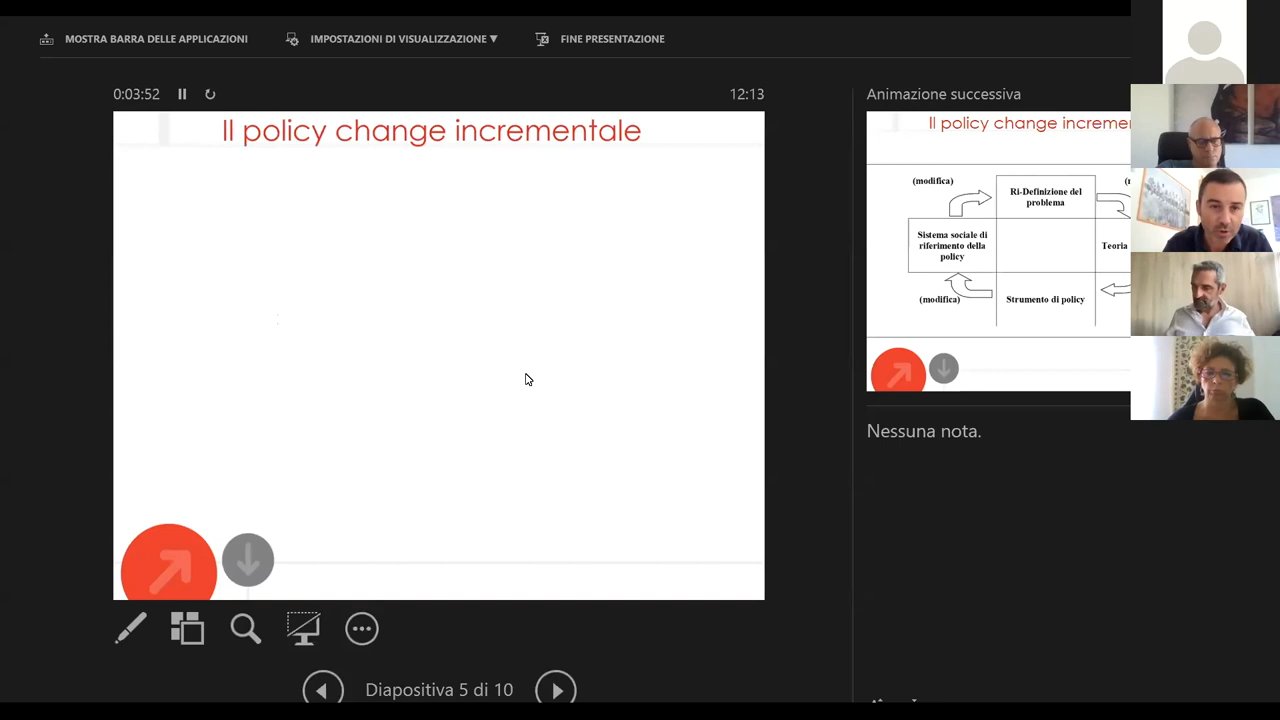 MOSTRA BARRA DELLE APPLICAZIONI
IMPOSTAZIONI DI VISUALIZZAZIONE ▼
FINE PRESENTAZIONE
0:03:52
12:13
Il policy change incrementale
Animazione successiva
Il policy change increme
(modifica)
Ri-Definizione del
problema
Sistema sociale di
riferimento della
policy
Teoria
(modifica)
Strumento di policy
Nessuna nota.
Diapositiva 5 di 10